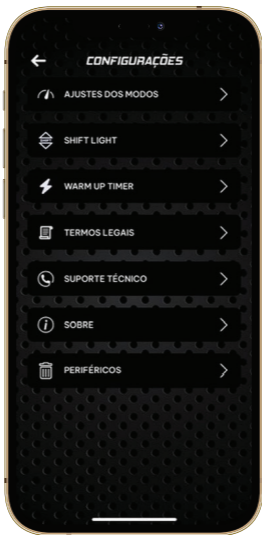 CONFIGURAÇÕES
AJUSTES DOS MODOS
SHIFT LIGHT
WARM UP TIMER
TERMOS LEGAIS
SUPORTE TÉCNICO
SOBRE
PERIFÉRICOS